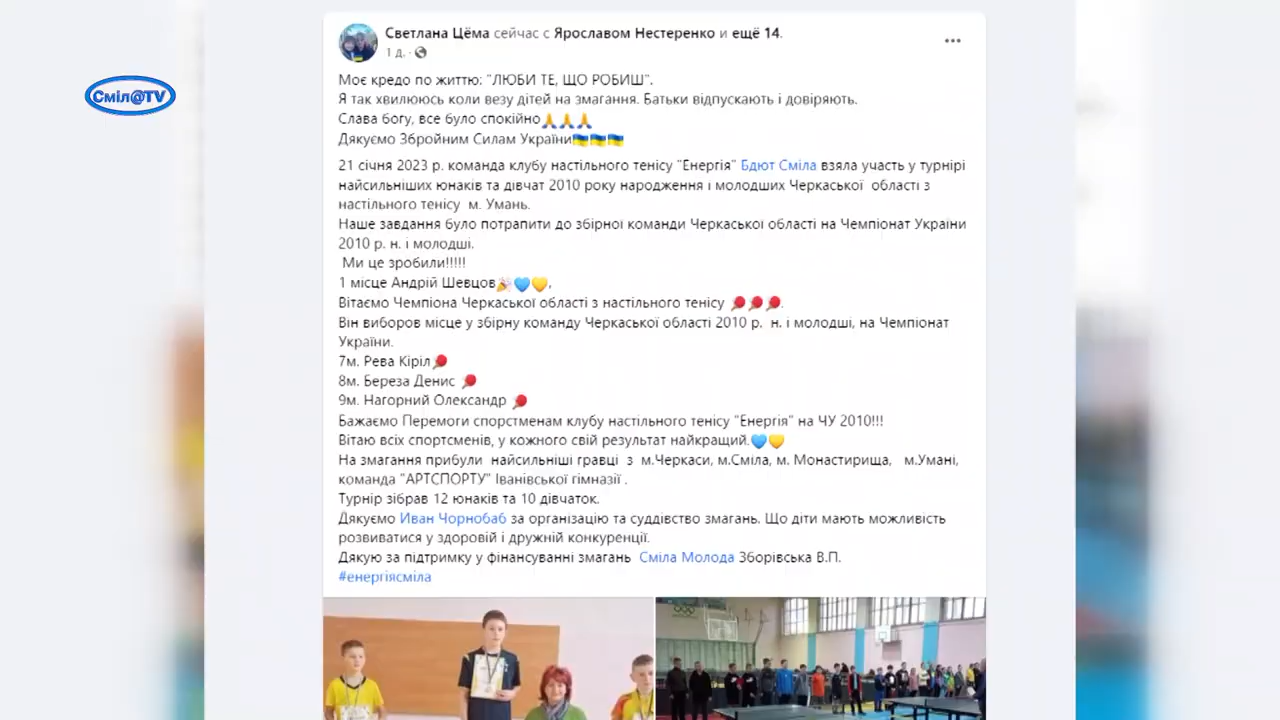 Светлана Цёма сейчас с Ярославом Нестеренко и ещё 14.
1 д. ·
Сміл@TV
Моє кредо по життю: "ЛЮБИ ТЕ, ЩО РОБИШ".
Я так хвилююсь коли везу дітей на змагання. Батьки відпускають і довіряють.
Слава богу, все було спокійно🙏🙏🙏
Дякуємо Збройним Силам України🇺🇦🇺🇦🇺🇦
21 січня 2023 р. команда клубу настільного тенісу "Енергія" Бдют Сміла взяла участь у турнірі
найсильніших юнаків та дівчат 2010 року народження і молодших Черкаської області з
настільного тенісу м. Умань.
Наше завдання було потрапити до збірної команди Черкаської області на Чемпіонат України
2010 р. н. і молодші.
Ми це зробили!!!!!
1 місце Андрій Шевцов🎉💙💛,
Вітаємо Чемпіона Черкаської області з настільного тенісу 🏓🏓🏓.
Він виборов місце у збірну команду Черкаської області 2010 р. н. і молодші, на Чемпіонат
України.
7м. Рева Кіріл🏓
8м. Береза Денис 🏓
9м. Нагорний Олександр 🏓
Бажаємо Перемоги спорстменам клубу настільного тенісу "Енергія" на ЧУ 2010!!!
Вітаю всіх спортсменів, у кожного свій результат найкращий.💙💛
На змагання прибули найсильніші гравці з м.Черкаси, м.Сміла, м. Монастирища, м.Умані,
команда "АРТСПОРТУ" Іванівської гімназії .
Турнір зібрав 12 юнаків та 10 дівчаток.
Дякуємо Иван Чорнобаб за організацію та суддівство змагань. Що діти мають можливість
розвиватися у здоровій і дружній конкуренції.
Дякую за підтримку у фінансуванні змагань Сміла Молода Зборівська В.П.
#енергіясміла